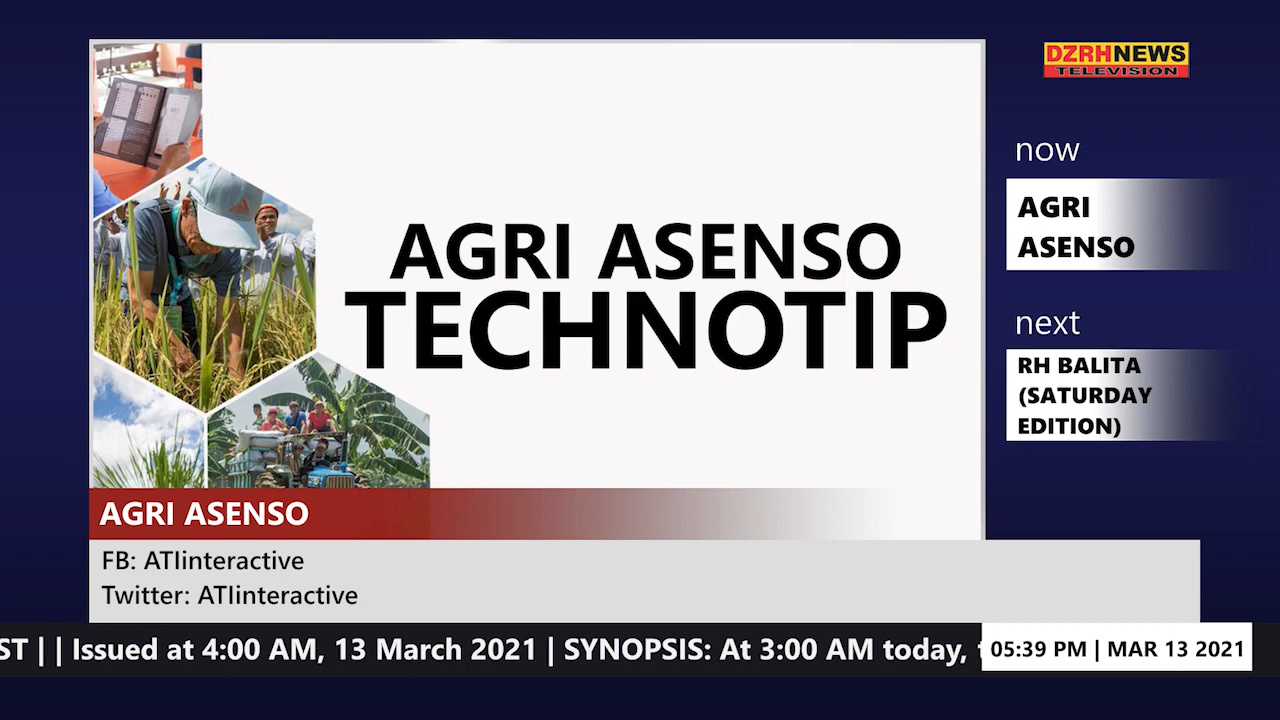 DZRHNEWS
TELEVISION
now
AGRI
ASENSO
next
RH BALITA
(SATURDAY
EDITION)
AGRI ASENSO
TECHNOTIP
AGRI ASENSO
FB: ATIinteractive
Twitter: ATIinteractive
ST | | Issued at 4:00 AM, 13 March 2021 | SYNOPSIS: At 3:00 AM today,
05:39 PM | MAR 13 2021